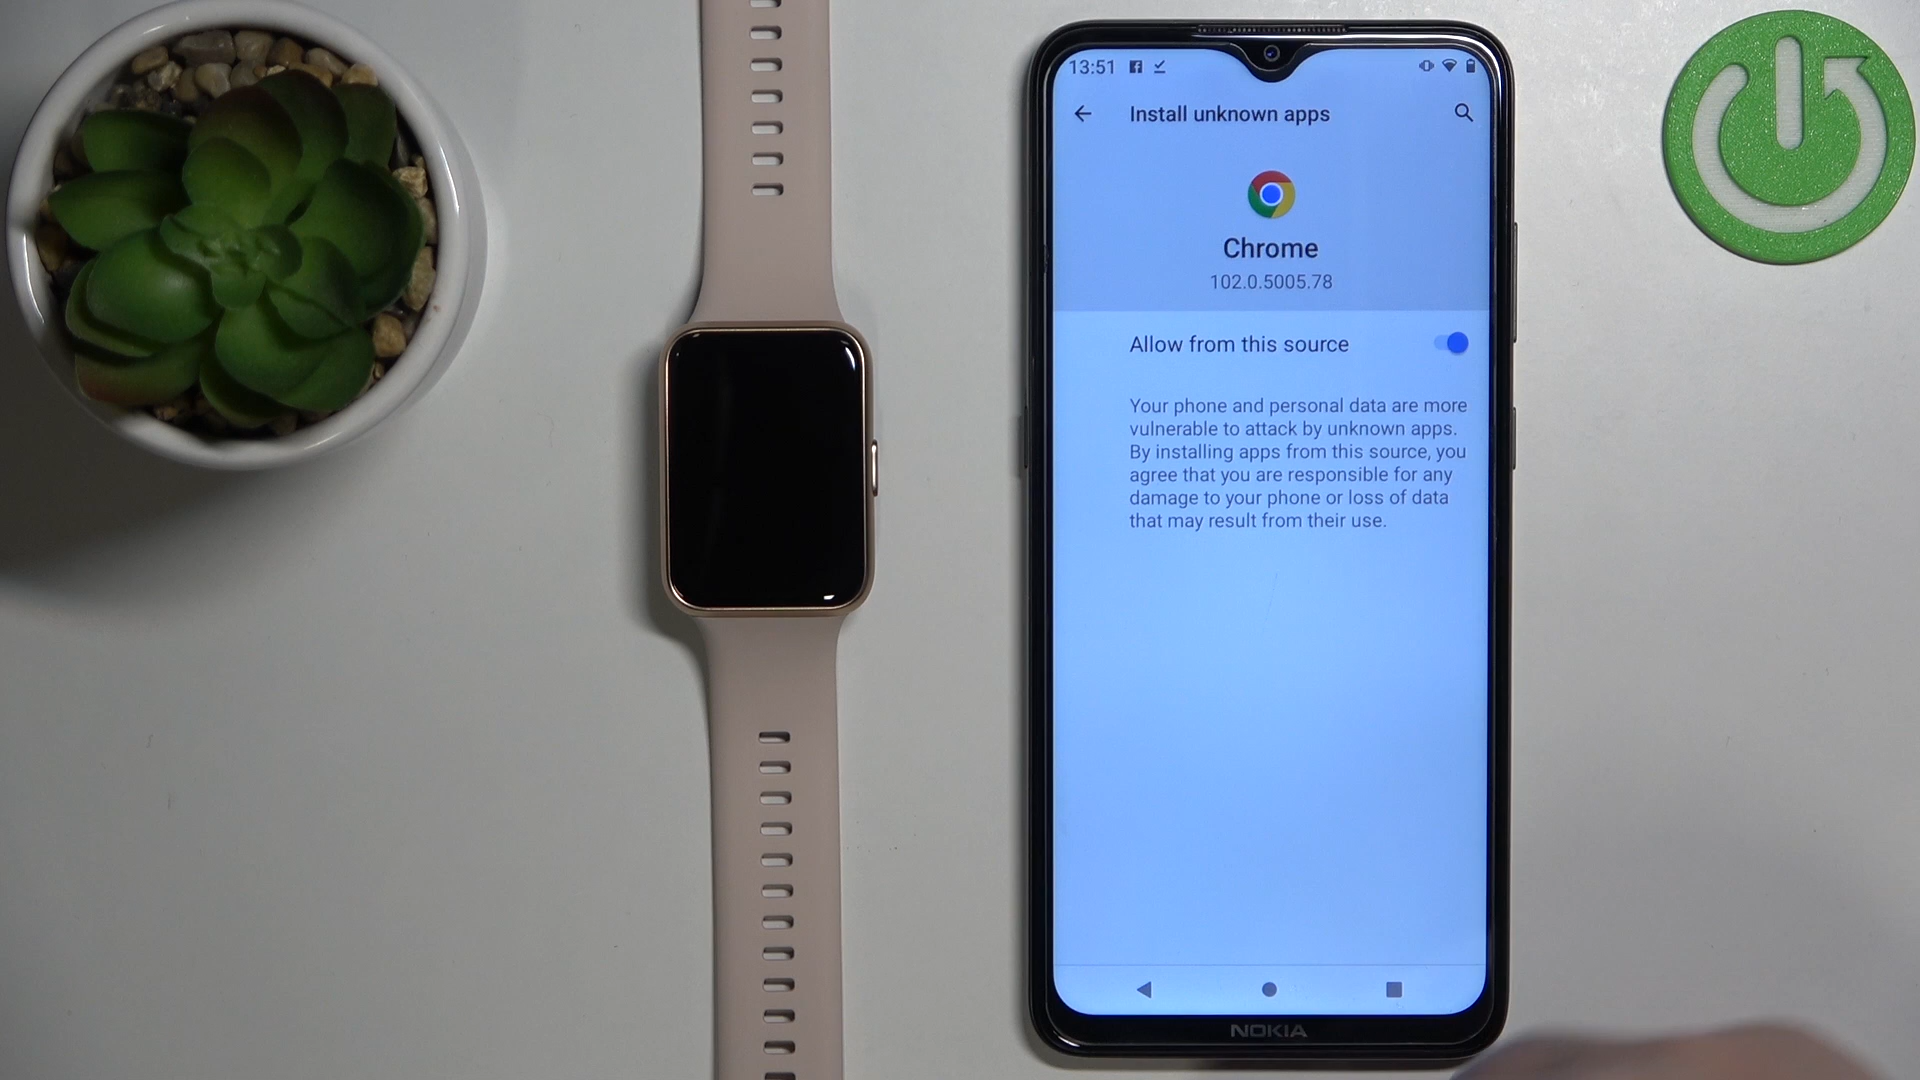 13:51
Install unknown apps
Chrome
102.0.5005.78
Allow from this source
Your phone and personal data are more
vulnerable to attack by unknown apps.
By installing apps from this source, you
agree that you are responsible for any
damage to your phone or loss of data
that may result from their use.
NOKIA